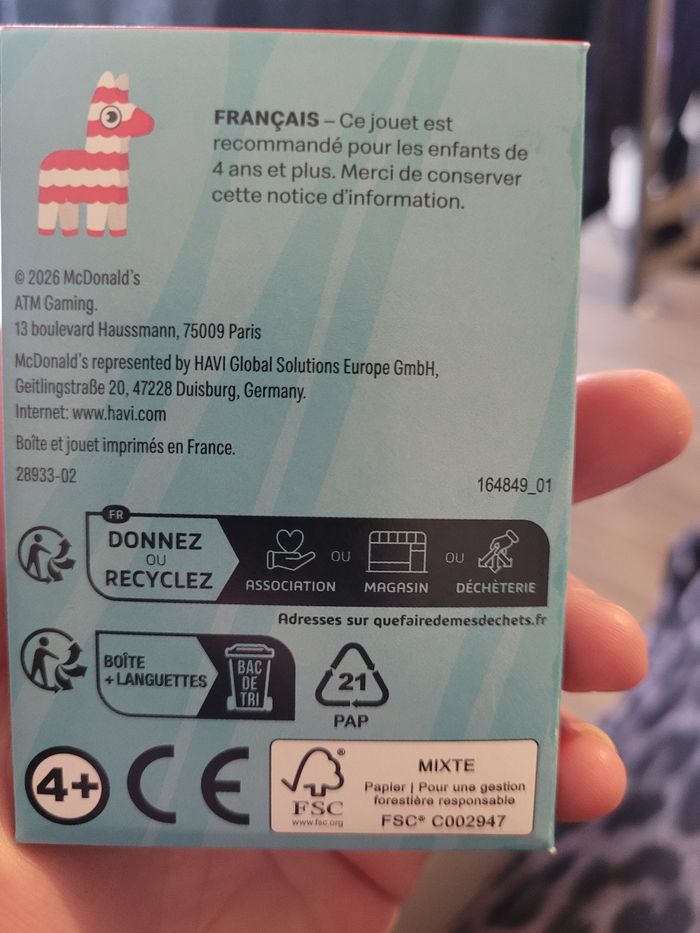 FRANÇAIS – Ce jouet est
recommandé pour les enfants de
4 ans et plus. Merci de conserver
cette notice d'information.
© 2026 McDonald's
ATM Gaming.
13 boulevard Haussmann, 75009 Paris
McDonald's represented by HAVI Global Solutions Europe GmbH,
Geitlingstraße 20, 47228 Duisburg, Germany.
Internet: www.havi.com
Boîte et jouet imprimés en France.
28933-02
164849_01
FR
DONNEZ
OU
RECYCLEZ
ASSOCIATION
OU
MAGASIN
OU
DÉCHÈTERIE
Adresses sur quefairedemesdechets.fr
BOÎTE
+ LANGUETTES
BAC
DE
TRI
21
PAP
4+
CE
FSC
www.fsc.org
®
MIXTE
Papier | Pour une gestion
forestière responsable
FSC® C002947